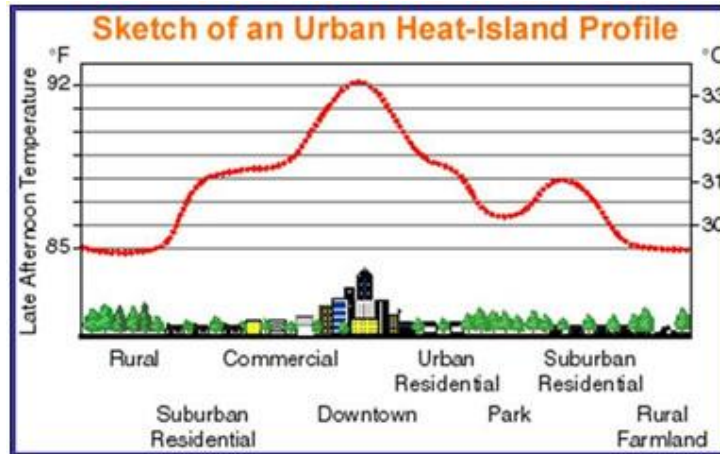 Sketch of an Urban Heat-Island Profile
°F
°C
92
85
Late Afternoon Temperature
33
32
31
30
Rural
Commercial
Urban
Residential
Suburban
Residential
Suburban
Residential
Downtown
Park
Rural
Farmland